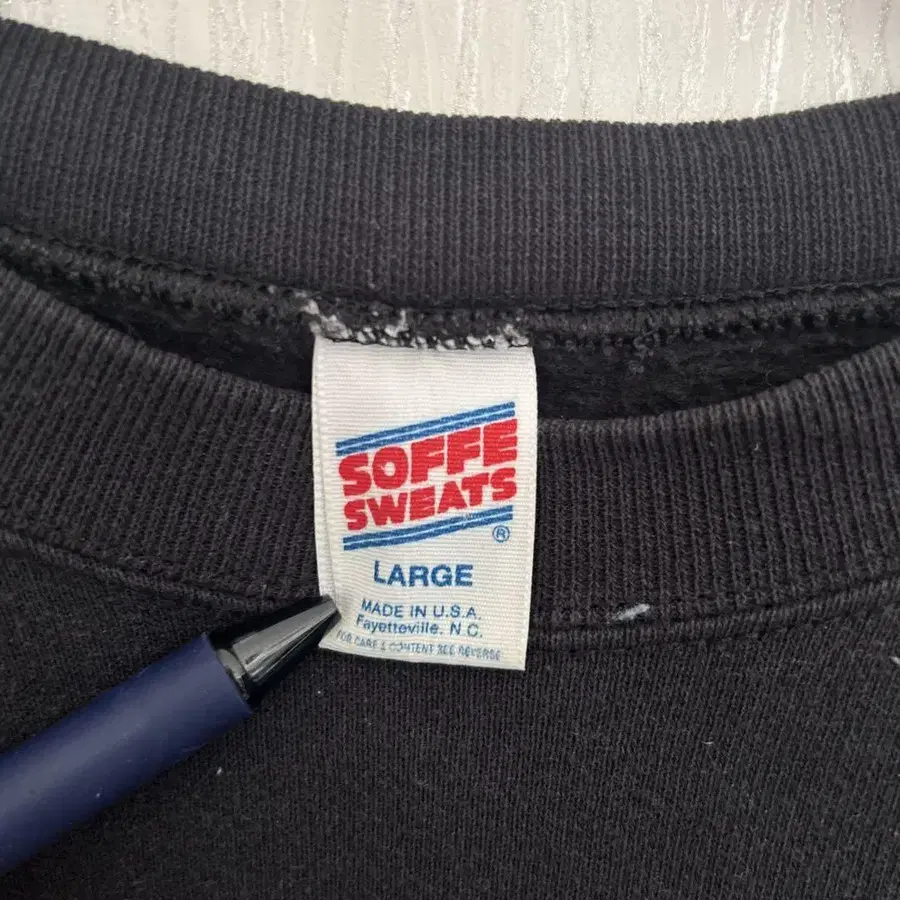 SOFFE
SWEATS
®
LARGE
MADE IN U.S.A.
Fayetteville. N C.
FOR CARE & CONTENT SEE REVERSE